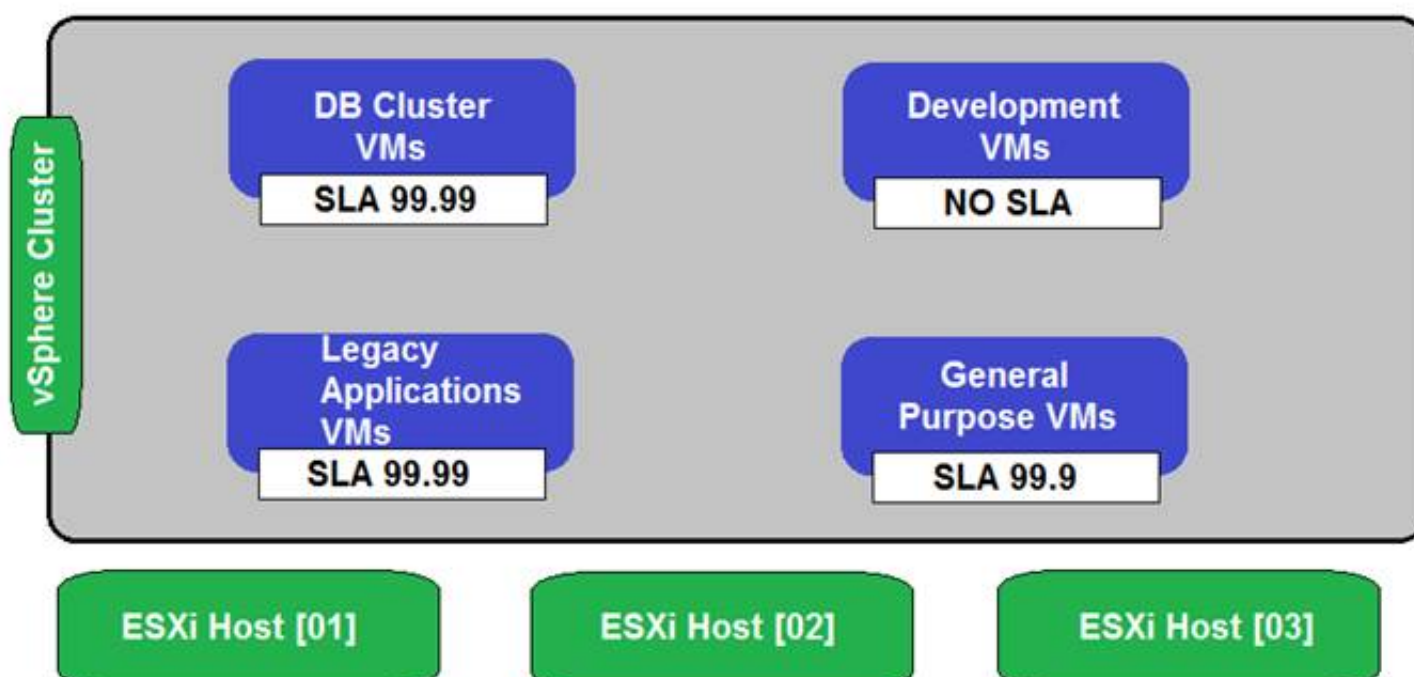 vSphere Cluster
DB Cluster
VMs
SLA 99.99
Development
VMs
NO SLA
Legacy
Applications
VMs
SLA 99.99
General
Purpose VMs
SLA 99.9
ESXi Host [01]
ESXi Host [02]
ESXi Host [03]